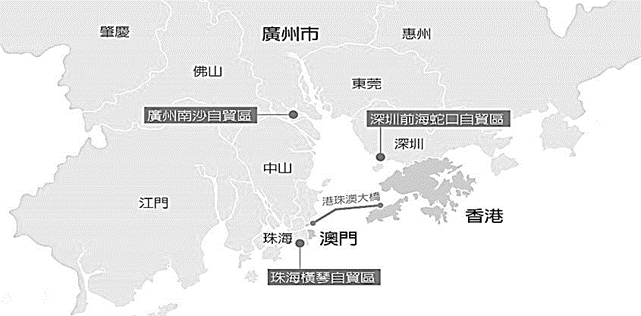 肇慶
廣州市
惠州
佛山
東莞
廣州南沙自貿區
深圳前海蛇口自貿區
深圳
中山
港珠澳大橋
江門
香港
珠海
澳門
珠海橫琴自貿區